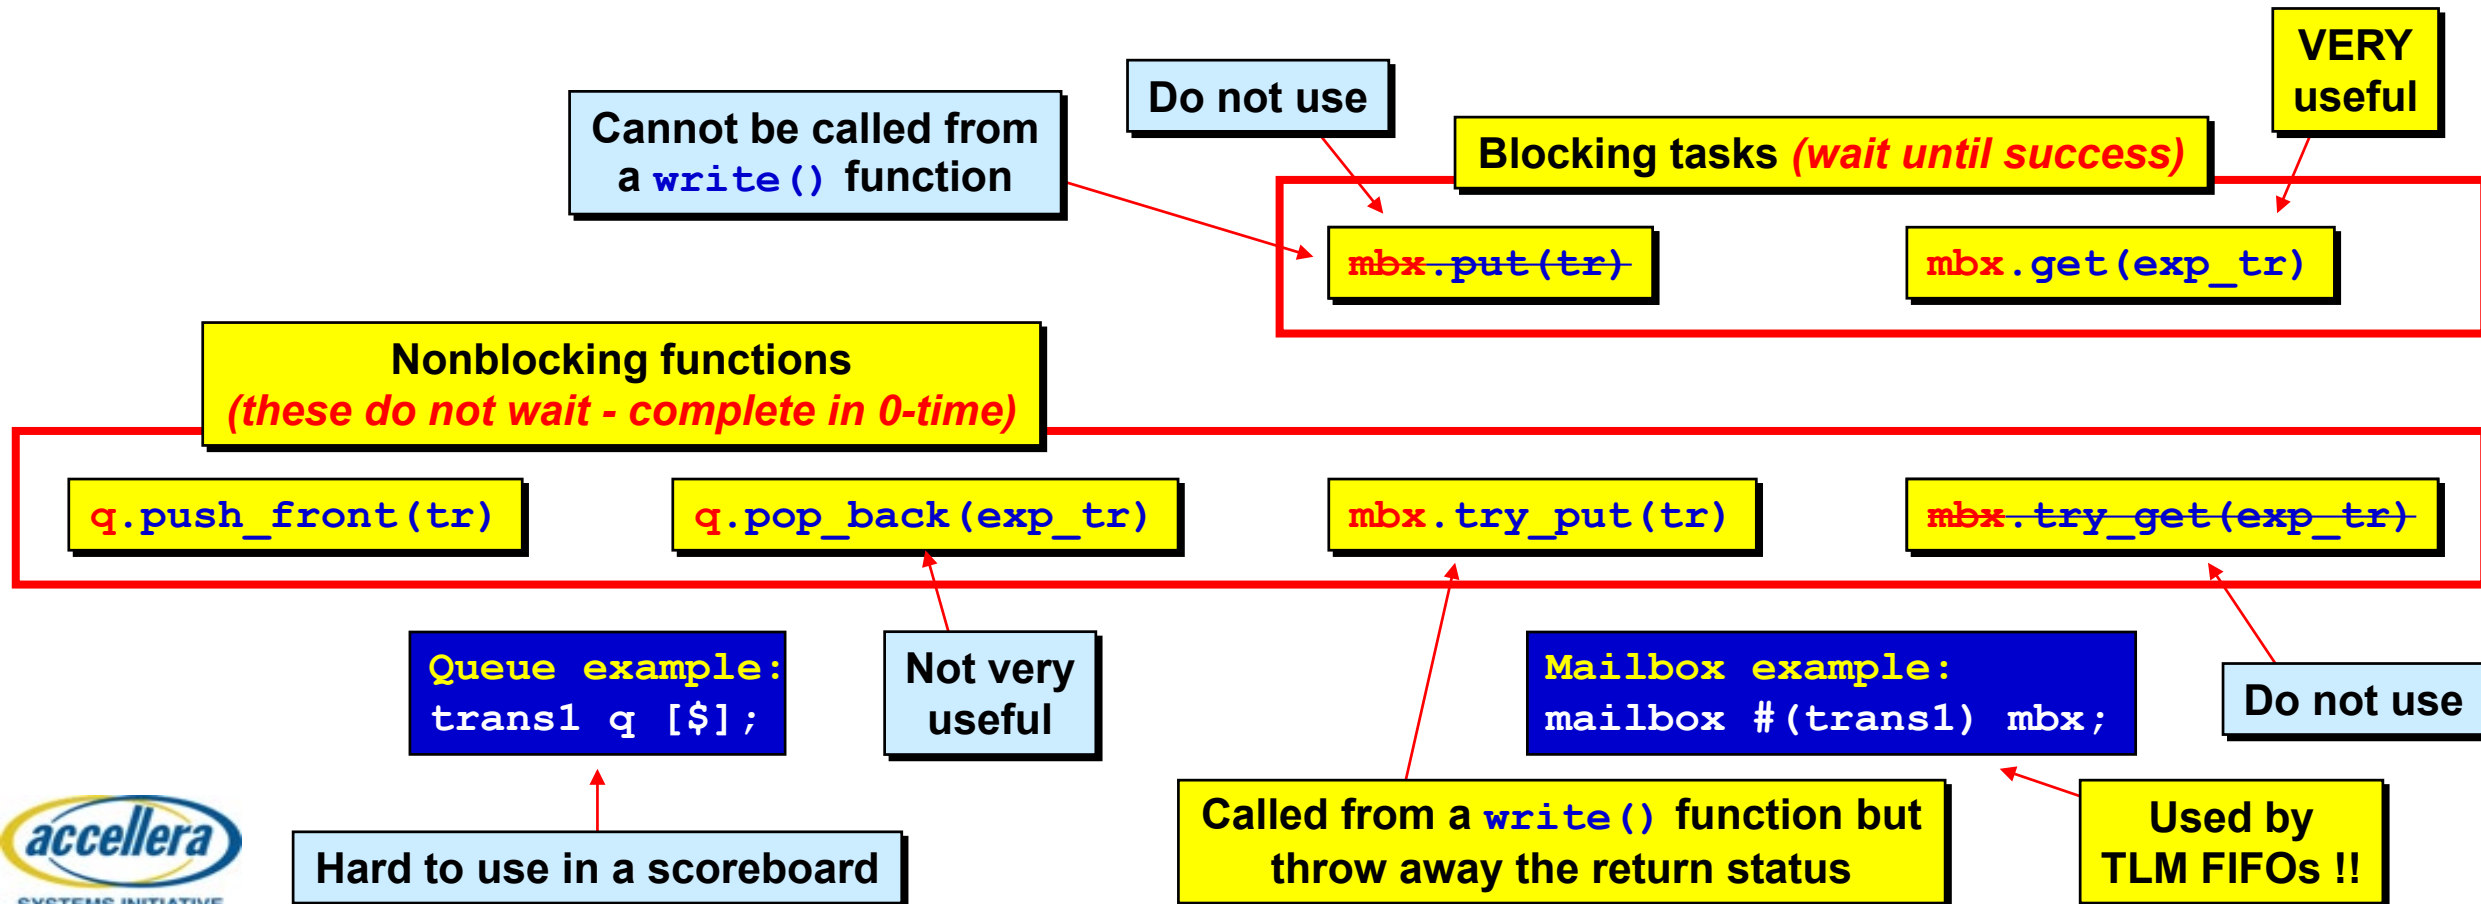 VERY
useful
Do not use
Cannot be called from
a write() function
Blocking tasks (wait until success)
mbx.put(tr)
mbx.get(exp_tr)
Nonblocking functions
(these do not wait - complete in 0-time)
q.push_front(tr)
q.pop_back(exp_tr)
mbx.try_put(tr)
mbx.try_get(exp_tr)
Queue example:
trans1 q [$];
Not very
useful
Mailbox example:
mailbox #(trans1) mbx;
Do not use
Hard to use in a scoreboard
Called from a write() function but
throw away the return status
Used by
TLM FIFOs !!
accellera
SYSTEMS INITIATIVE